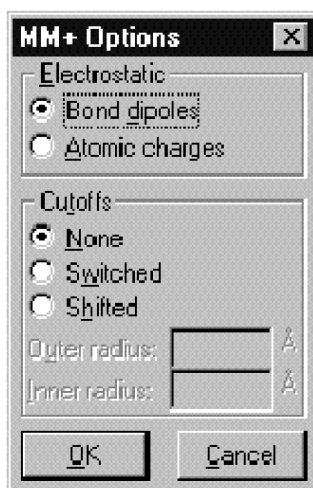 MM+ Options
Electrostatic
Bond dipoles
Atomic charges
Cutoffs
None
Switched
Shifted
Outer radius: Å
Inner radius: Å
OK Cancel